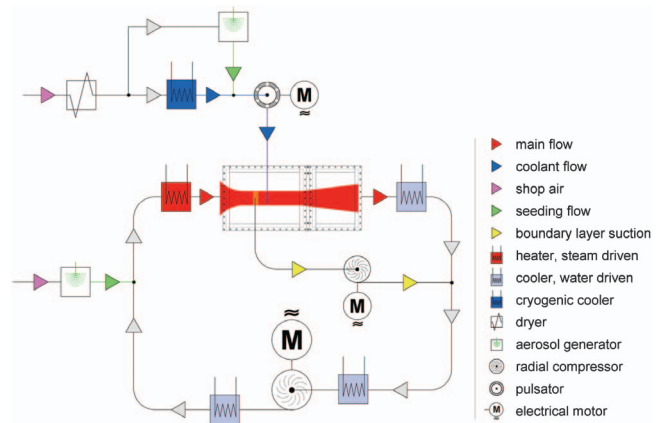 M
≈
main flow
coolant flow
shop air
seeding flow
boundary layer suction
heater, steam driven
cooler, water driven
cryogenic cooler
dryer
aerosol generator
radial compressor
pulsator
M electrical motor
M
≈
≈
M